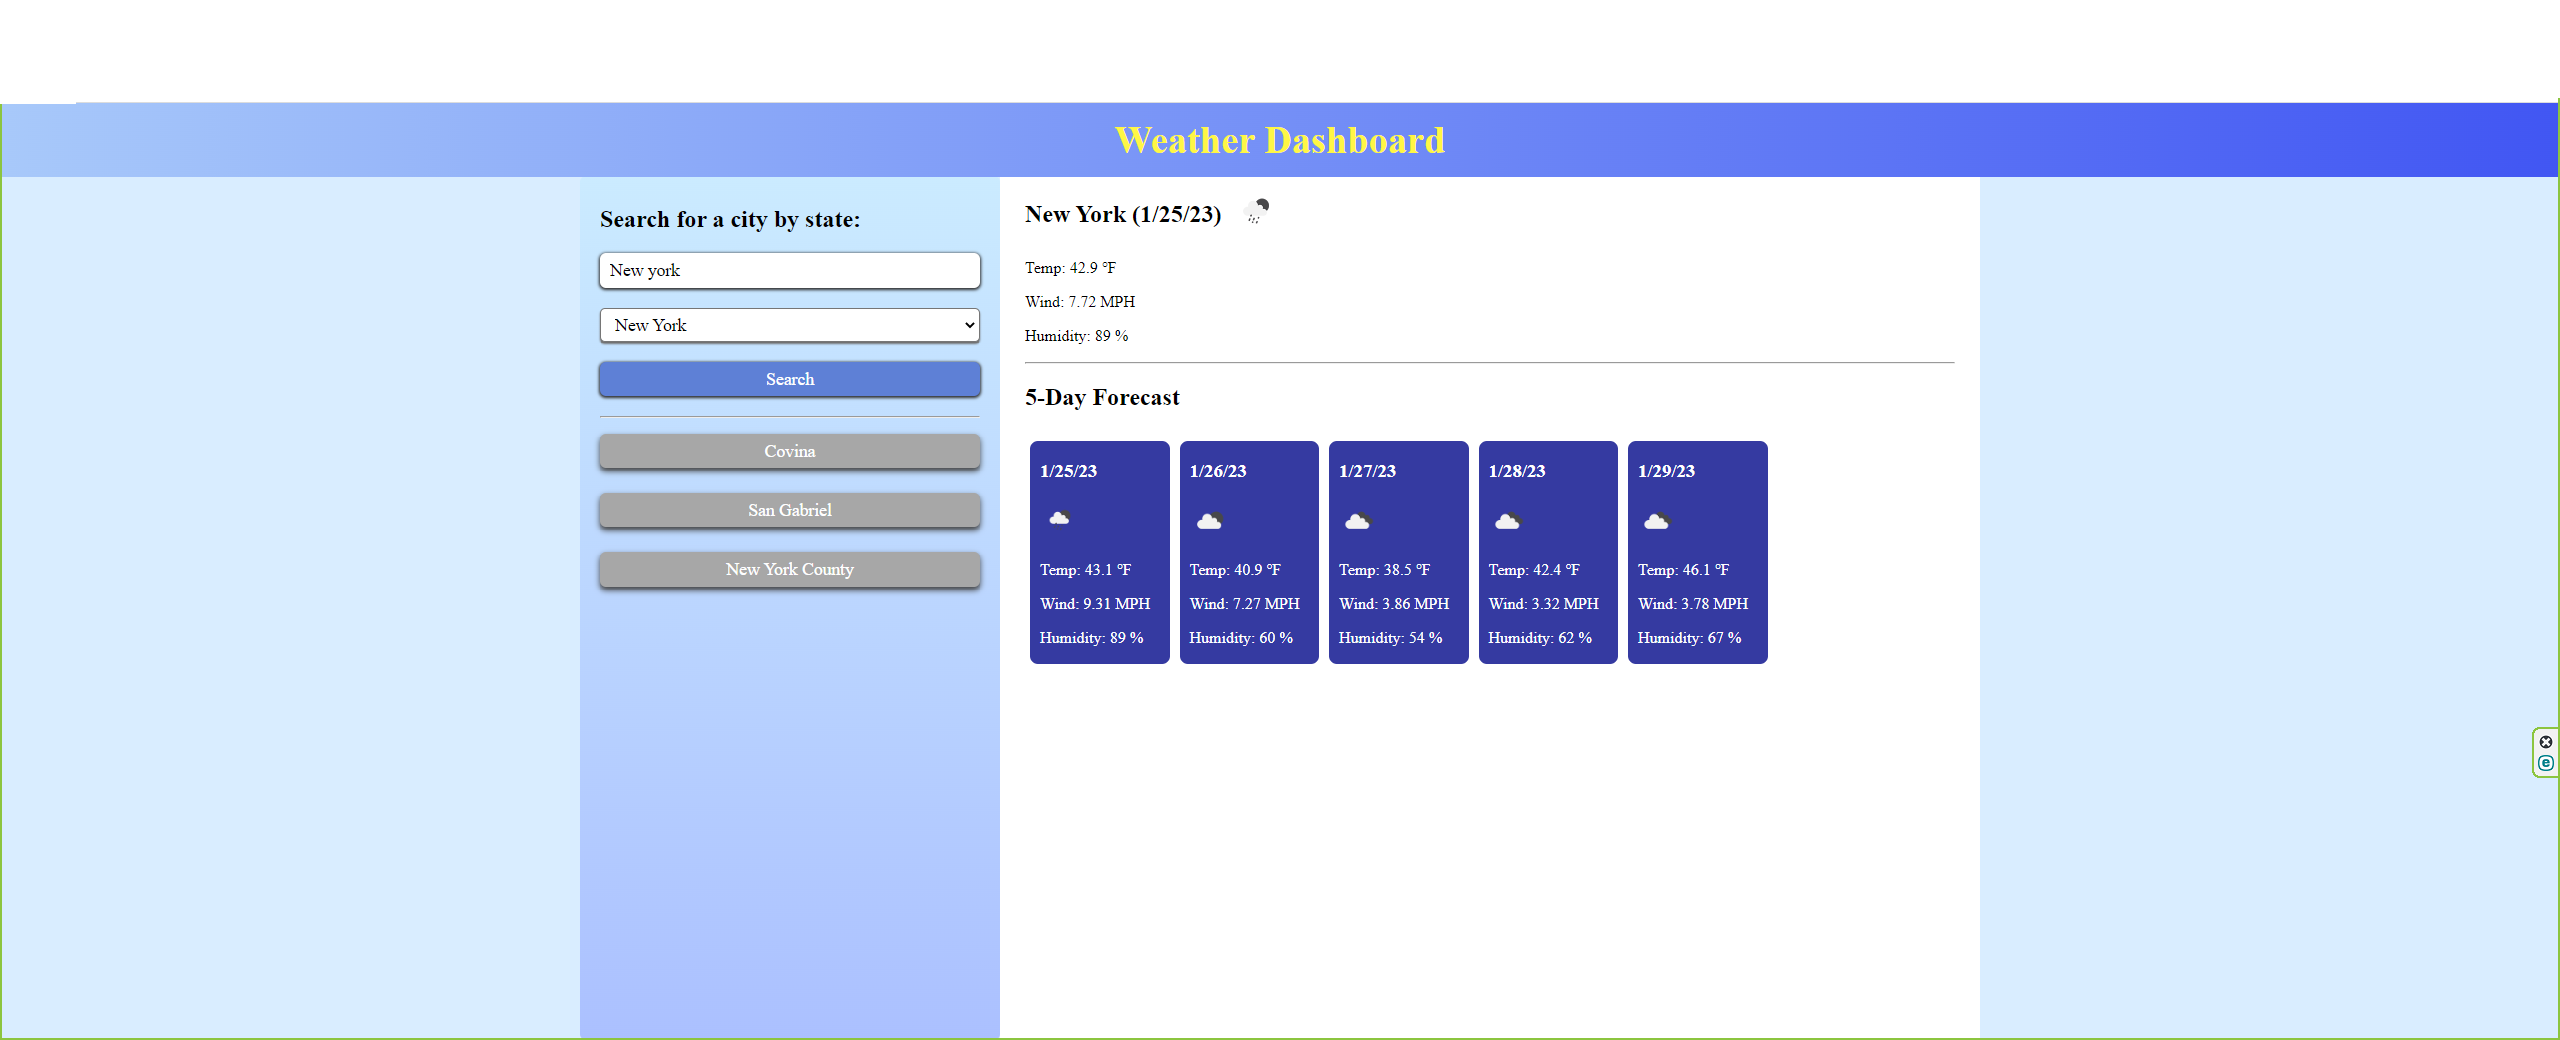 Weather Dashboard
Search for a city by state:
New york
New York
Search
Covina
San Gabriel
New York County
New York (1/25/23)
Temp: 42.9 °F
Wind: 7.72 MPH
Humidity: 89 %
5-Day Forecast
1/25/23
Temp: 43.1 °F
Wind: 9.31 MPH
Humidity: 89 %
1/26/23
Temp: 40.9 °F
Wind: 7.27 MPH
Humidity: 60 %
1/27/23
Temp: 38.5 °F
Wind: 3.86 MPH
Humidity: 54 %
1/28/23
Temp: 42.4 °F
Wind: 3.32 MPH
Humidity: 62 %
1/29/23
Temp: 46.1 °F
Wind: 3.78 MPH
Humidity: 67 %
e